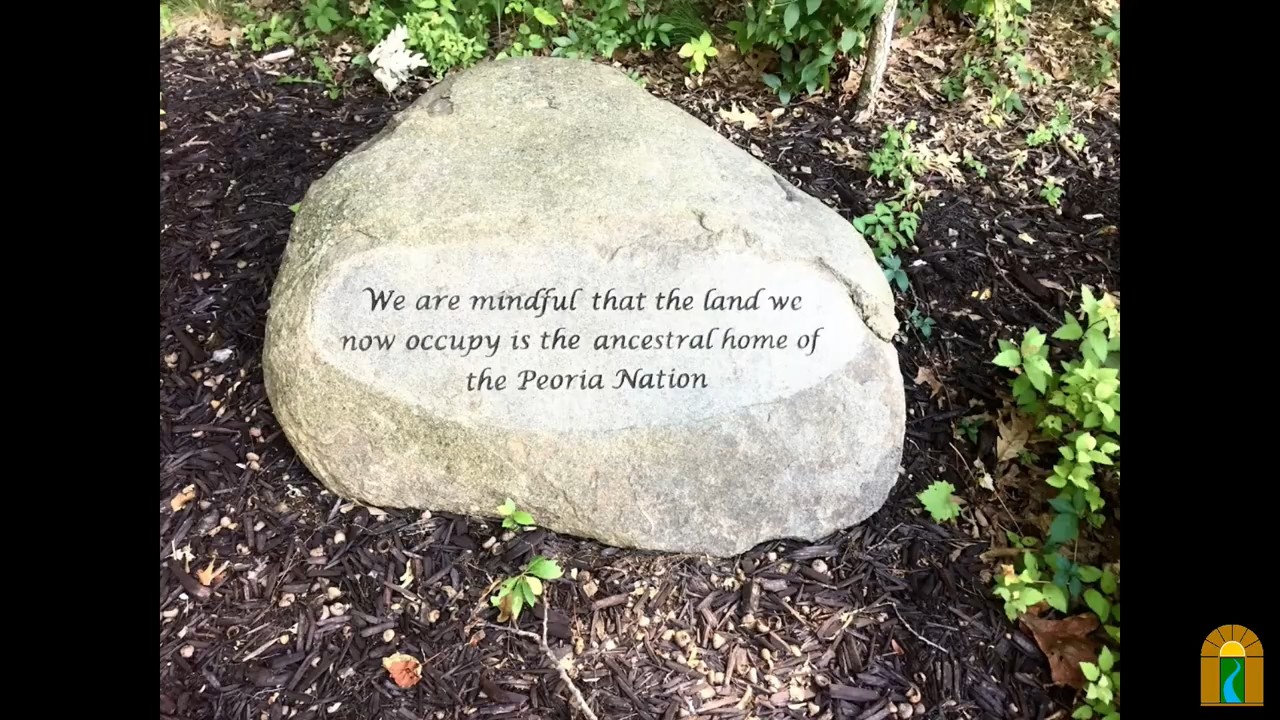 We are mindful that the land we
now occupy is the ancestral home of
the Peoria Nation